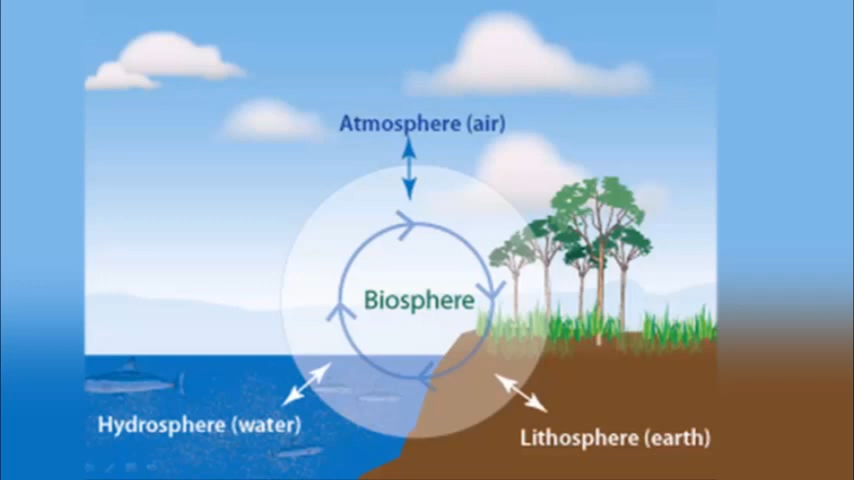 Atmosphere (air)
Biosphere
Hydrosphere (water)
Lithosphere (earth)